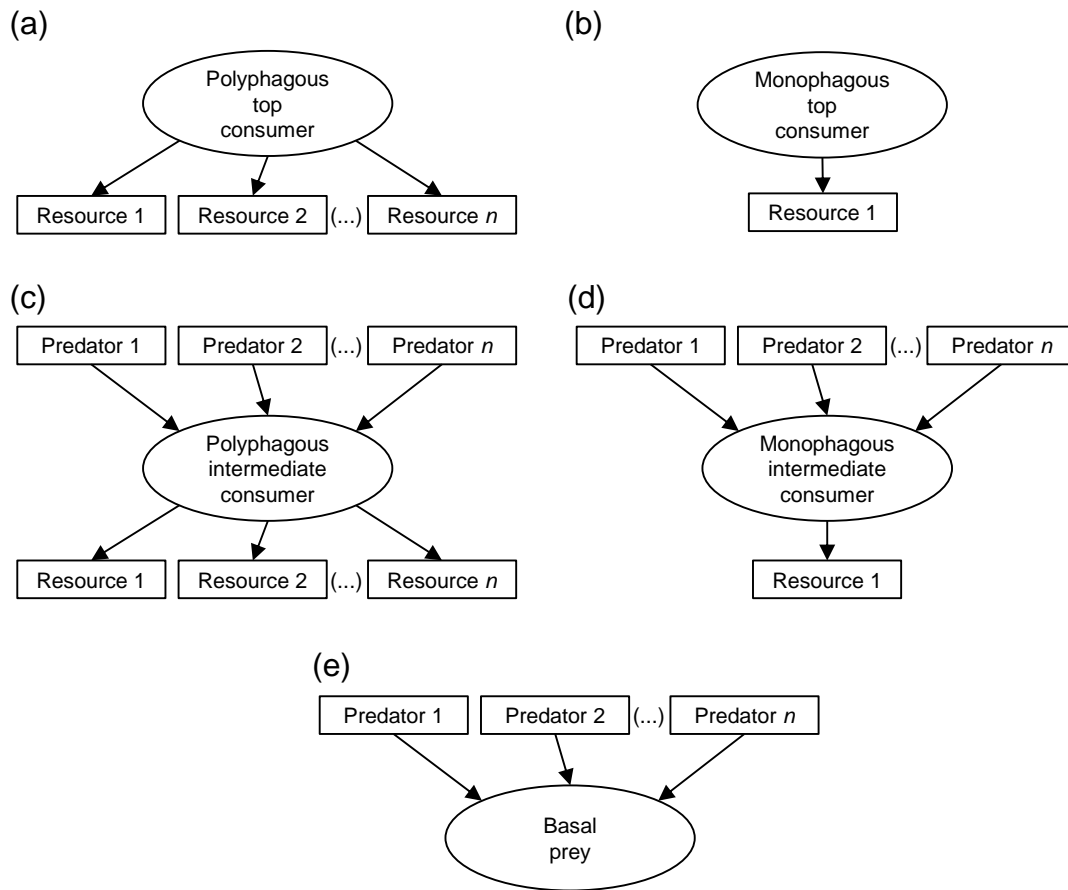 (a)
Polyphagous
top
consumer
Resource 1 Resource 2 (...) Resource n
(b)
Monophagous
top
consumer
Resource 1
(c)
Predator 1 Predator 2 (...) Predator n
Polyphagous
intermediate
consumer
Resource 1 Resource 2 (...) Resource n
(d)
Predator 1 Predator 2 (...) Predator n
Monophagous
intermediate
consumer
Resource 1
(e)
Predator 1 Predator 2 (...) Predator n
Basal
prey